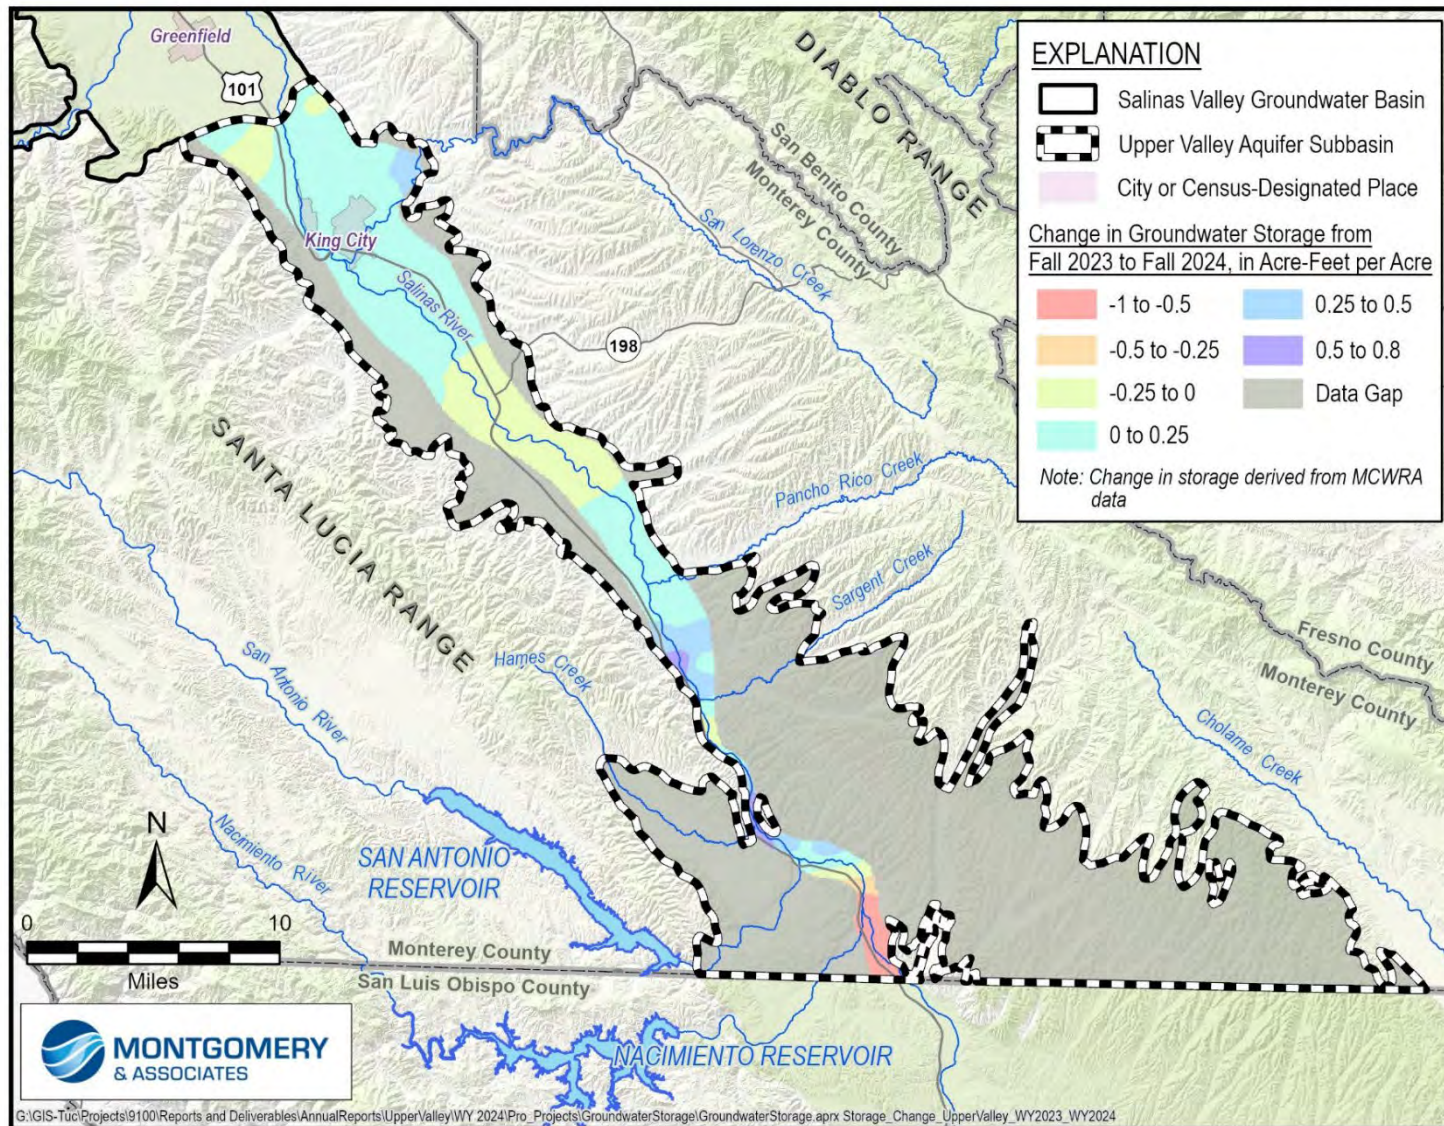 Greenfield
101
DIABLO RANGE
San Benito County
Monterey County
King City
Salinas River
San Lorenzo Creek
198
SANTA LUCIA RANGE
Pancho Rico Creek
Sargent Creek
Hames Creek
San Antonio River
Nacimiento River
Fresno County
Monterey County
Cholame Creek
SAN ANTONIO
RESERVOIR
N
0 10
Miles
Monterey County
San Luis Obispo County
NACIMIENTO RESERVOIR
EXPLANATION
Salinas Valley Groundwater Basin
Upper Valley Aquifer Subbasin
City or Census-Designated Place
Change in Groundwater Storage from
Fall 2023 to Fall 2024, in Acre-Feet per Acre
-1 to -0.5
0.25 to 0.5
-0.5 to -0.25
0.5 to 0.8
-0.25 to 0
Data Gap
0 to 0.25
Note: Change in storage derived from MCWRA
data
MONTGOMERY
& ASSOCIATES
G:\GIS-Tuc\Projects\9100\Reports and Deliverables\AnnualReports\UpperValley\WY 2024\Pro_Projects\GroundwaterStorage\GroundwaterStorage.aprx Storage_Change_UpperValley_WY2023_WY2024